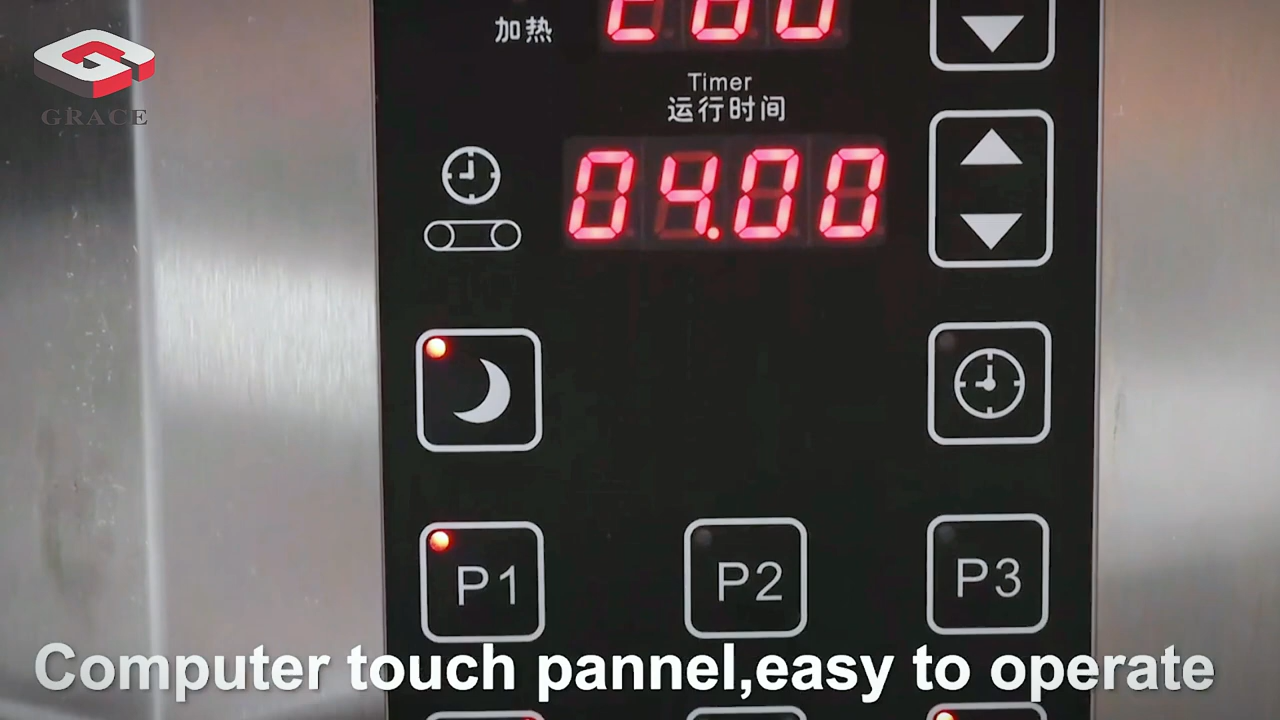 GRACE
加热
Timer
运行时间
04.00
P1
P2
P3
Computer touch pannel,easy to operate